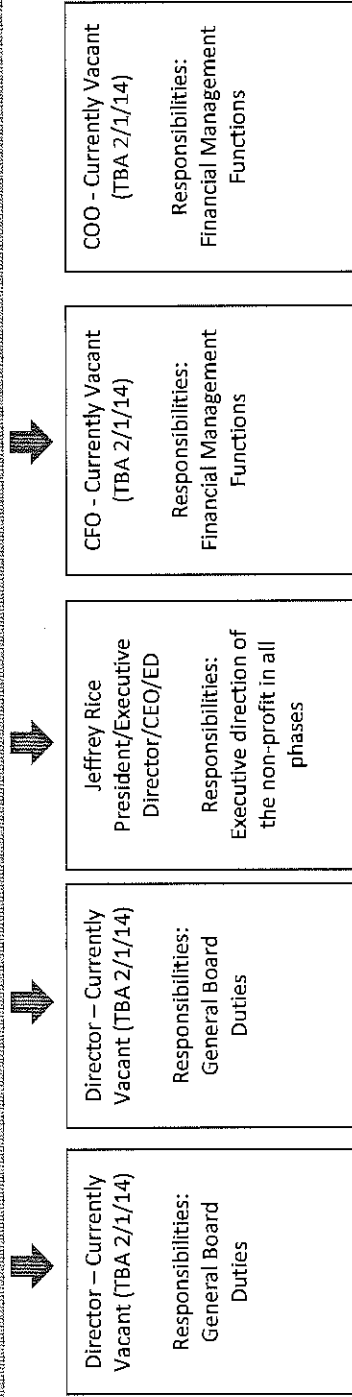 Director – Currently
Vacant (TBA 2/1/14)
Responsibilities:
General Board
Duties
Director – Currently
Vacant (TBA 2/1/14)
Responsibilities:
General Board
Duties
Jeffrey Rice
President/Executive
Director/CEO/ED
Responsibilities:
Executive direction of
the non-profit in all
phases
CFO - Currently Vacant
(TBA 2/1/14)
Responsibilities:
Financial Management
Functions
COO - Currently Vacant
(TBA 2/1/14)
Responsibilities:
Financial Management
Functions